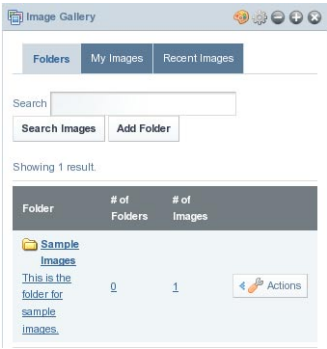 Image Gallery
Folders My Images Recent Images
Search
Search Images Add Folder
Showing 1 result.
Folder # of Folders # of Images
Sample Images
This is the folder for sample images.
0 1 Actions